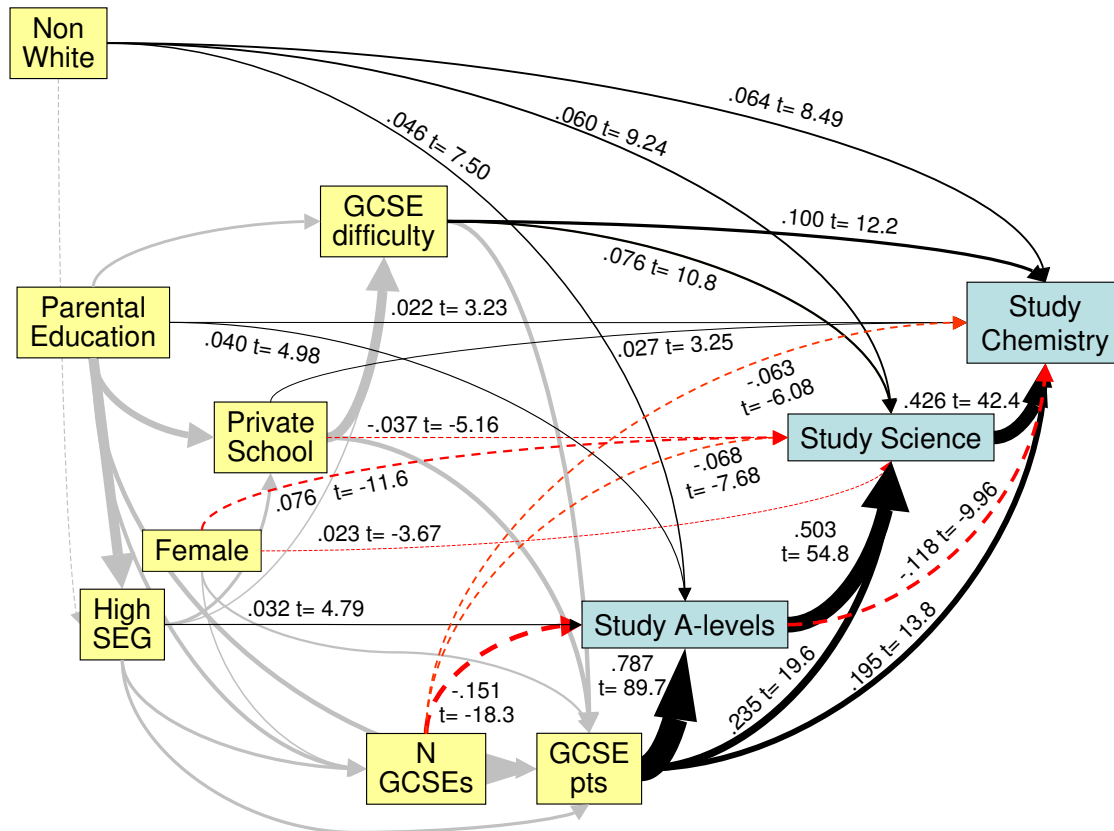 Non
White
.064 t= 8.49
.060 t= 9.24
.046 t= 7.50
GCSE
difficulty
.100 t= 12.2
.076 t= 10.8
Parental
Education
.022 t= 3.23
Study
Chemistry
.040 t= 4.98
.027 t= 3.25
-.063
t= -6.08
Private
School
-.037 t= -5.16
Study Science
.426 t= 42.4
-.068
t= -7.68
.076 t= -11.6
Female
.023 t= -3.67
.503
t= 54.8
-.118 t= -9.96
High
SEG
.032 t= 4.79
Study A-levels
-.151
t= -18.3
.787
t= 89.7
.235 t= 19.6
.195 t= 13.8
N
GCSEs
GCSE
pts